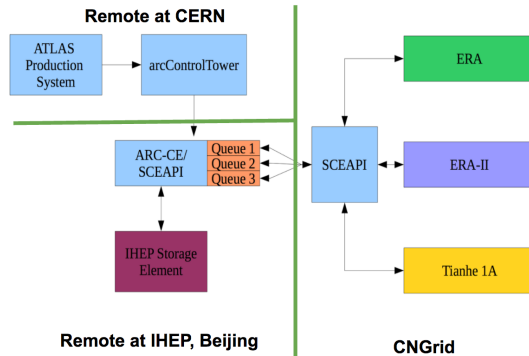 Remote at CERN
ATLAS
Production
System
arcControlTower
ERA
ARC-CE/
SCEAPI
Queue 1
Queue 2
Queue 3
SCEAPI
ERA-II
IHEP Storage
Element
Tianhe 1A
Remote at IHEP, Beijing
CNGrid